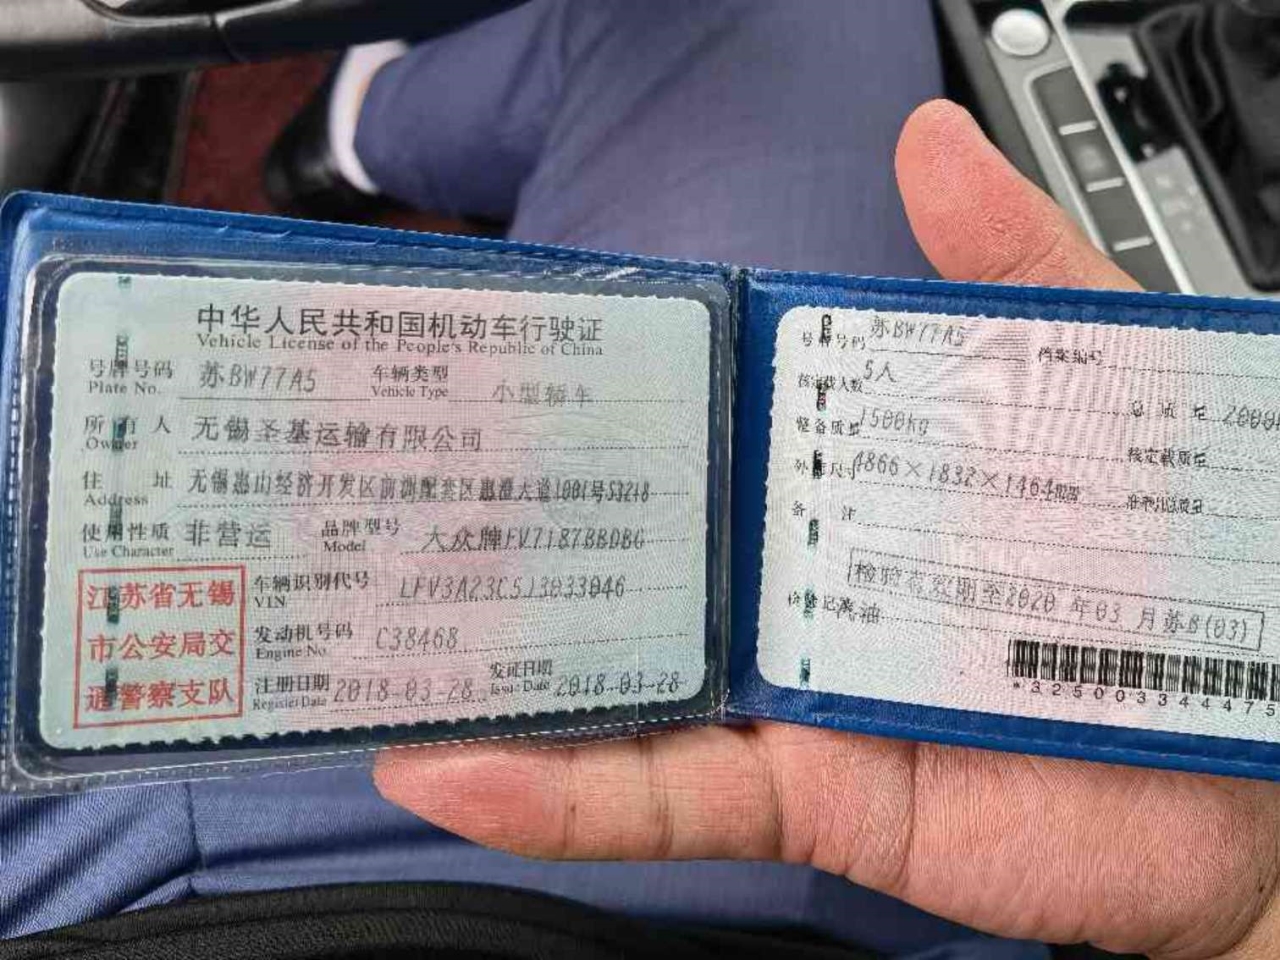 中华人民共和国机动车行驶证
Vehicle License of the People's Republic of China
号牌号码 苏BW77A5 车辆类型 小型轿车
Plate No. Vehicle Type
所有人 无锡圣基运输有限公司
Owner
住址 无锡惠山经济开发区前洲配套区惠澄大道1001号S3248
Address
使用性质 非营运 品牌型号 大众牌FV7187BBDBG
Use Character Model
车辆识别代号 LFV3A23C5J3033046
VIN
发动机号码 C38468
Engine No.
注册日期 2018-03-28 发证日期 2018-03-28
Register Date Issue Date
江苏省无锡
市公安局交
通警察支队
号牌号码 苏BW77A5 档案编号
核定载人数 5人 总质量 2000
整备质量 1500kg 核定载质量
外廓尺寸 4866×1832×1464mm 准牵引总质量
备注
检验有效期至2020年03月苏B(03)
检验记录 汽油
*32500334475